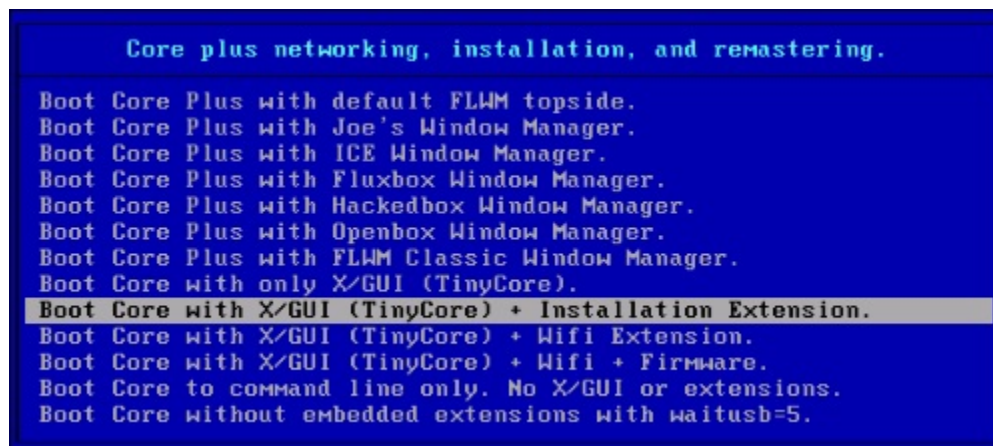 Core plus networking, installation, and remastering.
Boot Core Plus with default FLWM topside.
Boot Core Plus with Joe's Window Manager.
Boot Core Plus with ICE Window Manager.
Boot Core Plus with Fluxbox Window Manager.
Boot Core Plus with Hackedbox Window Manager.
Boot Core Plus with Openbox Window Manager.
Boot Core Plus with FLWM Classic Window Manager.
Boot Core with only X/GUI (TinyCore).
Boot Core with X/GUI (TinyCore) + Installation Extension.
Boot Core with X/GUI (TinyCore) + Wifi Extension.
Boot Core with X/GUI (TinyCore) + Wifi + Firmware.
Boot Core to command line only. No X/GUI or extensions.
Boot Core without embedded extensions with waitusb=5.